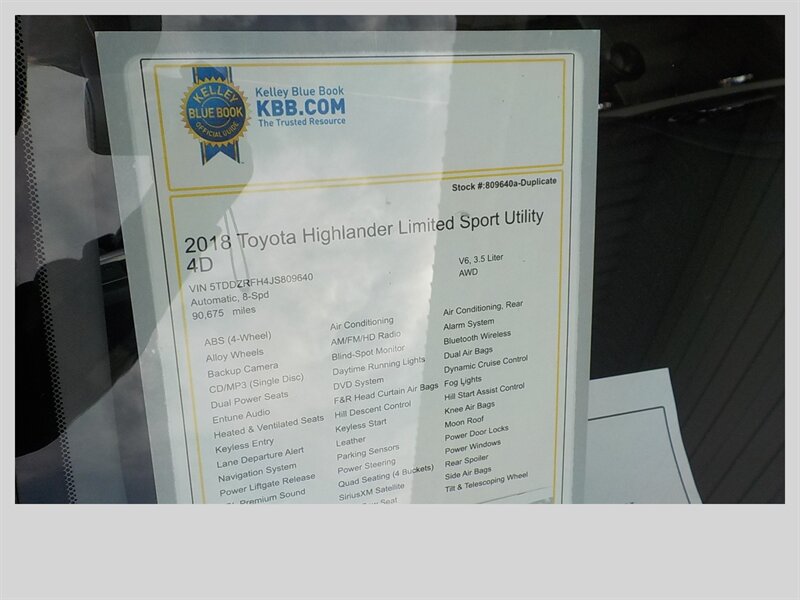 KELLEY
BLUE BOOK
OFFICIAL GUIDE
Kelley Blue Book
KBB.COM
The Trusted Resource
Stock #:809640a-Duplicate
2018 Toyota Highlander Limited Sport Utility
4D
VIN 5TDDZRFH4JS809640
Automatic, 8-Spd
90,675 miles
V6, 3.5 Liter
AWD
ABS (4-Wheel)
Alloy Wheels
Backup Camera
CD/MP3 (Single Disc)
Dual Power Seats
Entune Audio
Heated & Ventilated Seats
Keyless Entry
Lane Departure Alert
Navigation System
Power Liftgate Release
Premium Sound
Air Conditioning
AM/FM/HD Radio
Blind-Spot Monitor
Daytime Running Lights
DVD System
F&R Head Curtain Air Bags
Hill Descent Control
Keyless Start
Leather
Parking Sensors
Power Steering
Quad Seating (4 Buckets)
SiriusXM Satellite
Seat
Air Conditioning, Rear
Alarm System
Bluetooth Wireless
Dual Air Bags
Dynamic Cruise Control
Fog Lights
Hill Start Assist Control
Knee Air Bags
Moon Roof
Power Door Locks
Power Windows
Rear Spoiler
Side Air Bags
Tilt & Telescoping Wheel